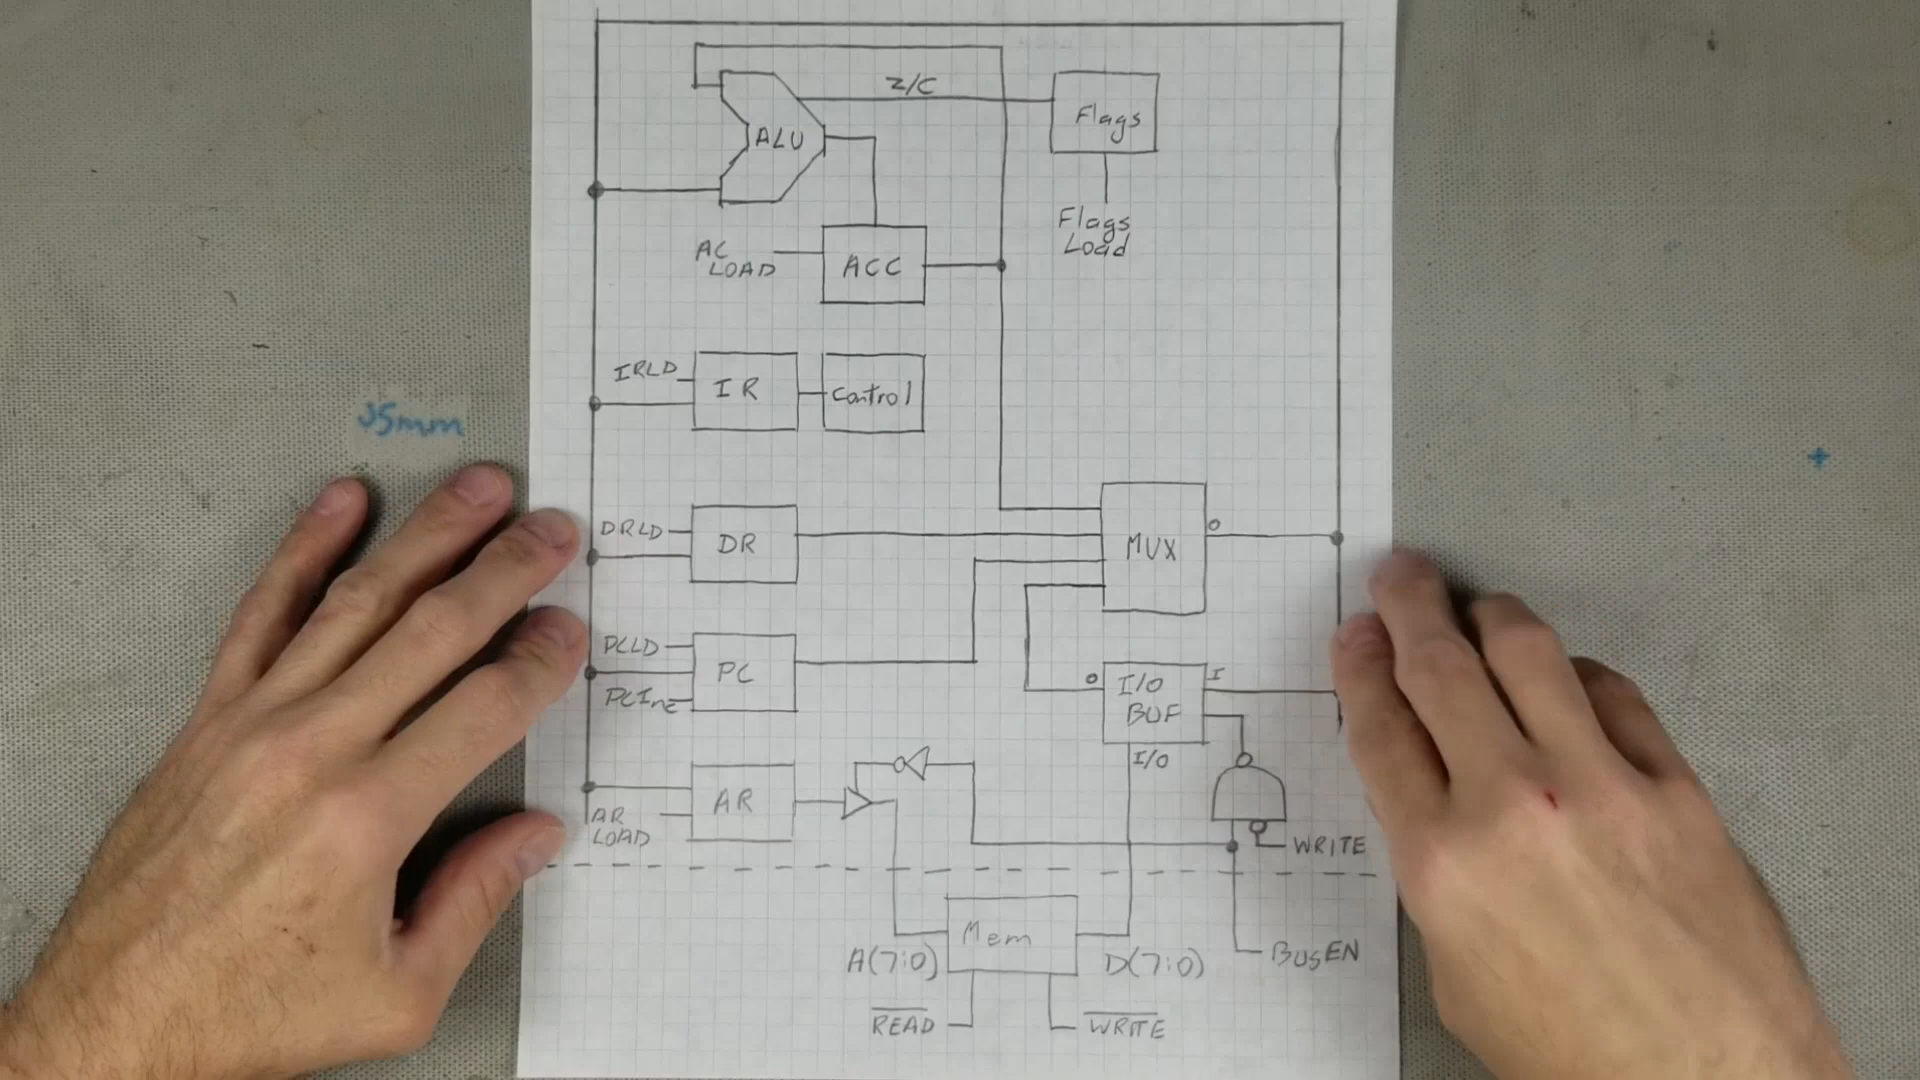 Z/C
Flags
ALU
Flags
Load
AC
LOAD
ACC
IRLD
IR
Control
35mm
DRLD
DR
MUX
O
PCLD
PC
PCInc
O
I/O
BUF
I
I/O
AR
AR
LOAD
WRITE
Mem
A(7:0)
D(7:0)
BUSEN
READ
WRITE